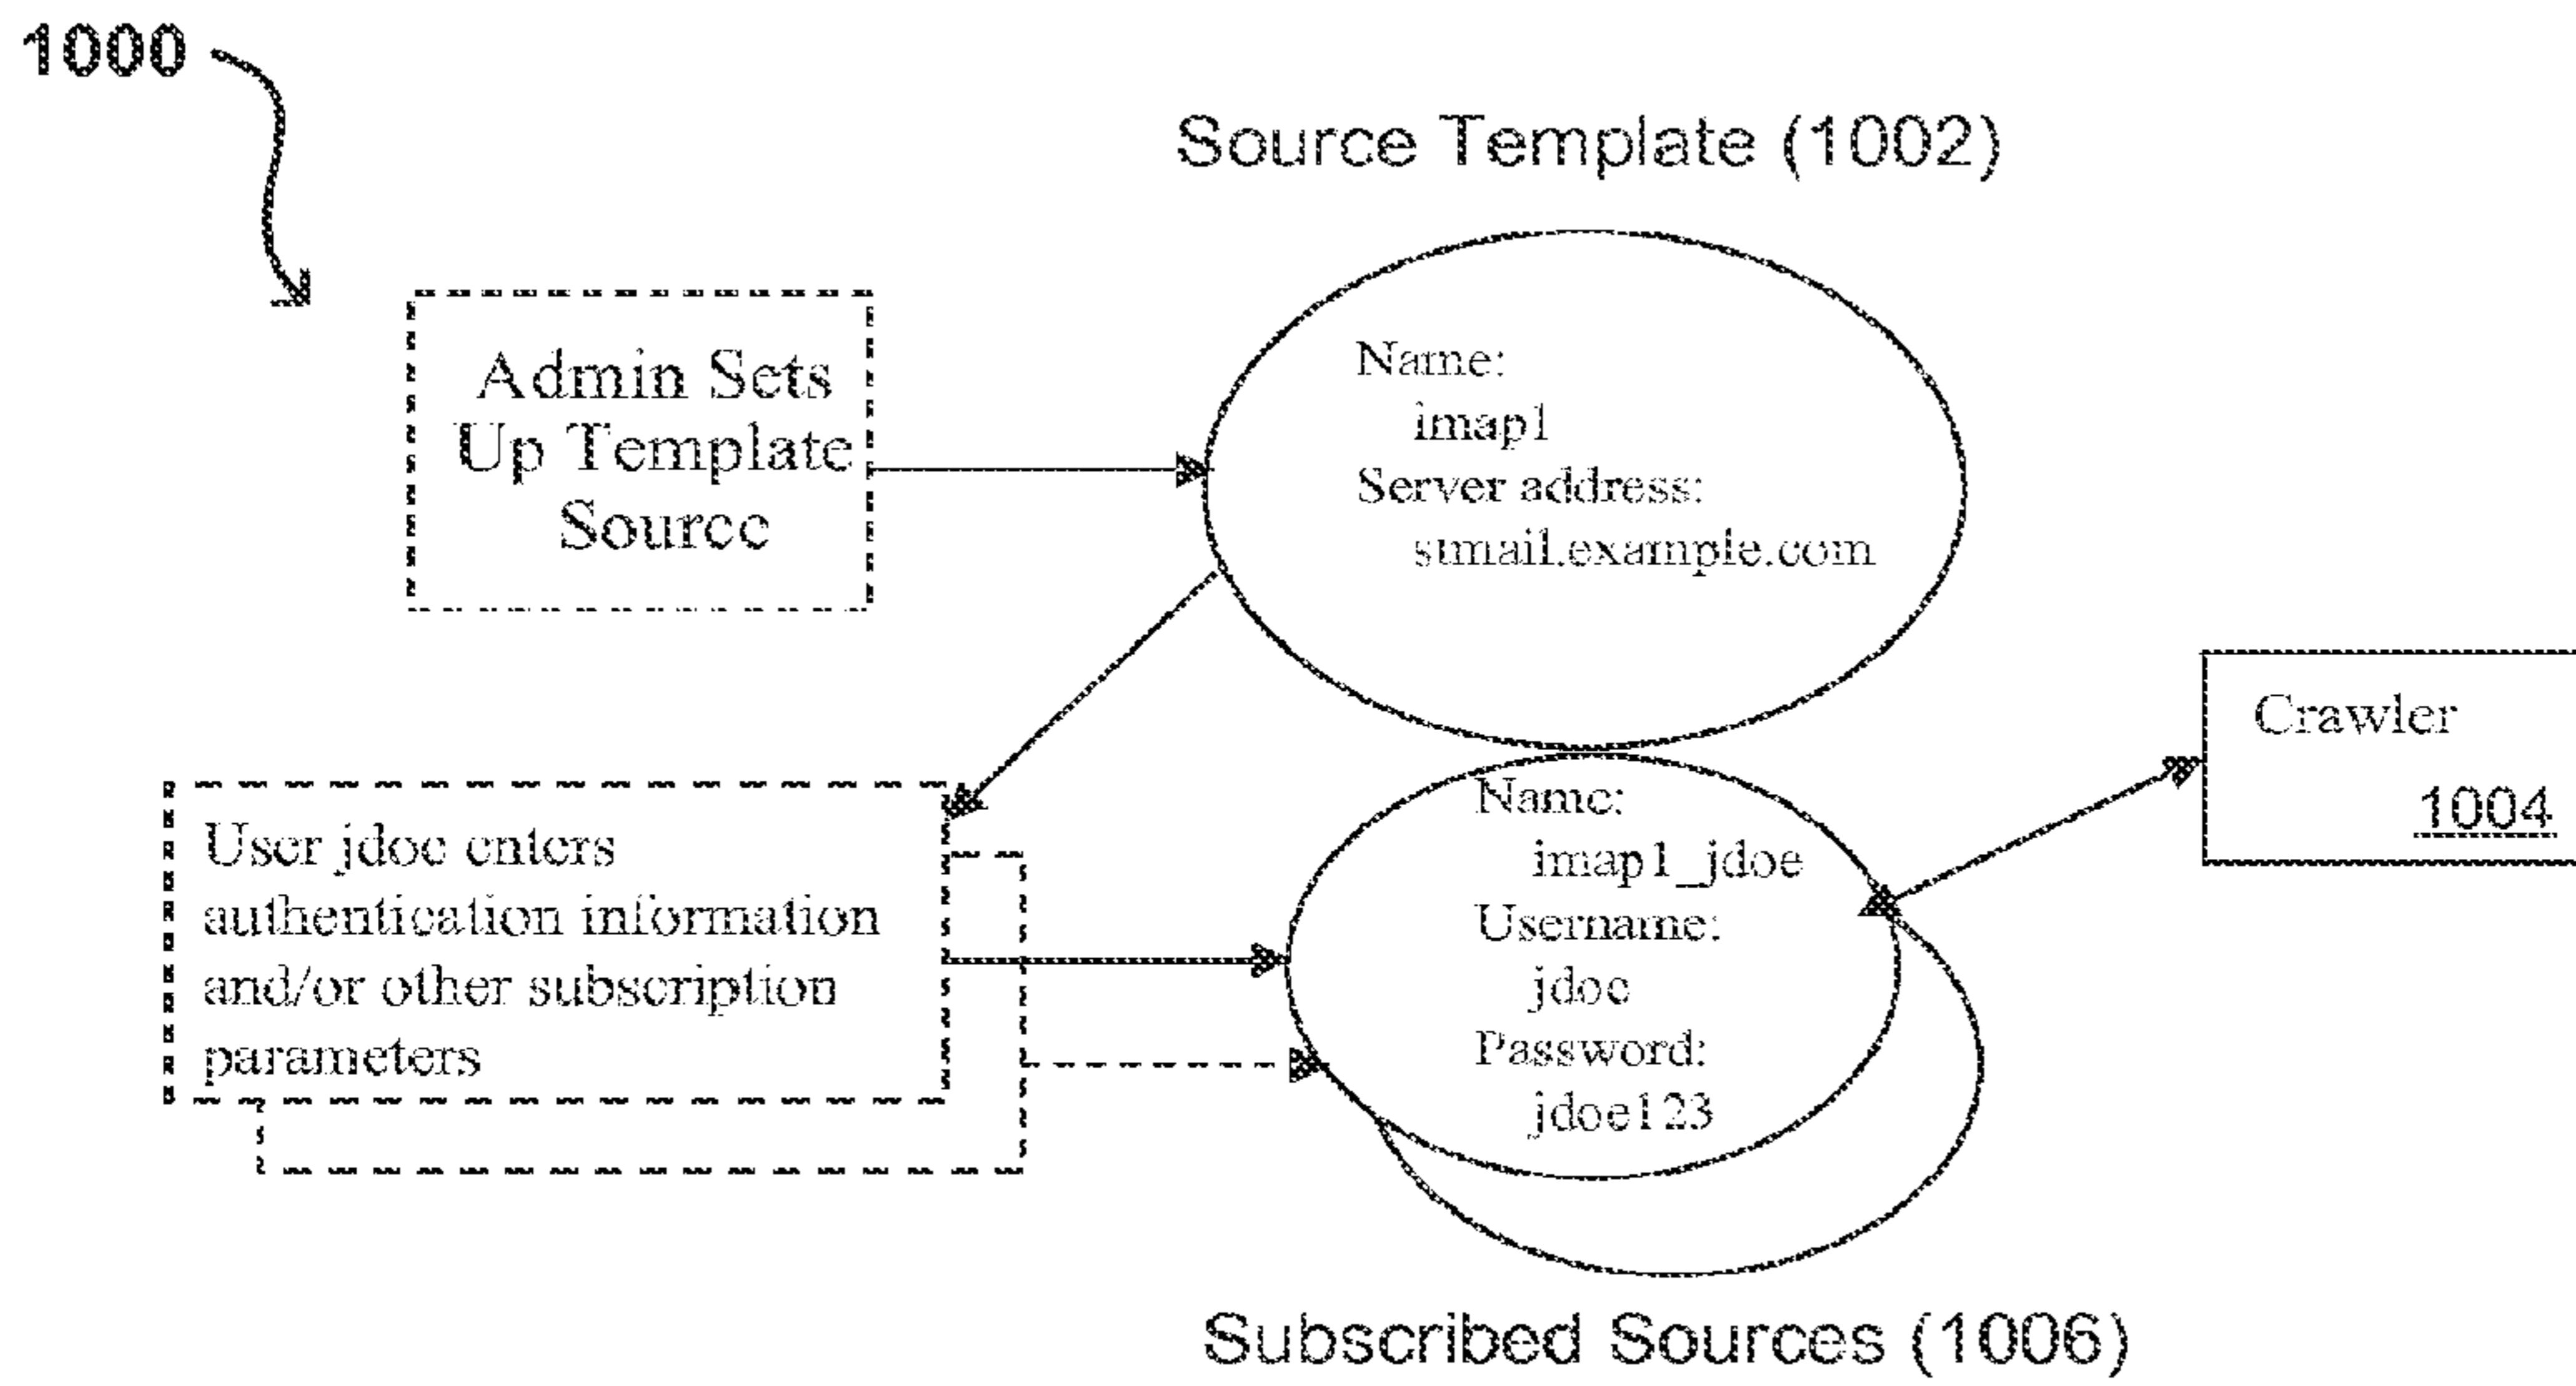 1000
Source Template (1002)
Admin Sets
Up Template
Source
Name:
imap1
Server address:
stmail.example.com
Crawler
1004
User jdoe enters
authentication information
and/or other subscription
parameters
Name:
imap1_jdoe
Username:
jdoe
Password:
jdoe123
Subscribed Sources (1006)